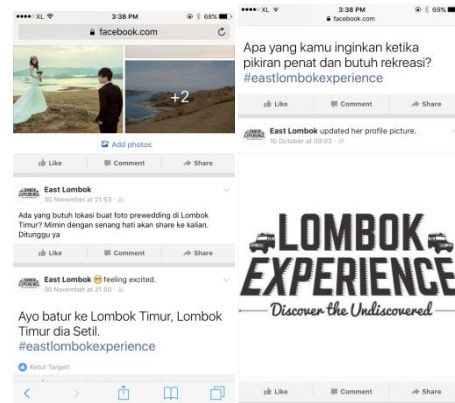 XL 3:38 PM 68%
facebook.com
+2
Add photos
Like Comment Share
East Lombok
30 November at 21:53
Ada yang butuh lokasi buat foto prewedding di Lombok
Timur? Mimin dengan senang hati akan share ke kalian.
Ditunggu ya
Like Comment Share
East Lombok feeling excited.
30 November at 21:50
Ayo batur ke Lombok Timur, Lombok
Timur dia Setil.
#eastlombokexperience
Ketut Targett
XL 3:38 PM 69%
facebook.com
Apa yang kamu inginkan ketika
pikiran penat dan butuh rekreasi?
#eastlombokexperience
Like Comment Share
East Lombok updated her profile picture.
10 October at 09:03
LOMBOK
EXPERIENCE
Discover the Undiscovered
Like Comment Share